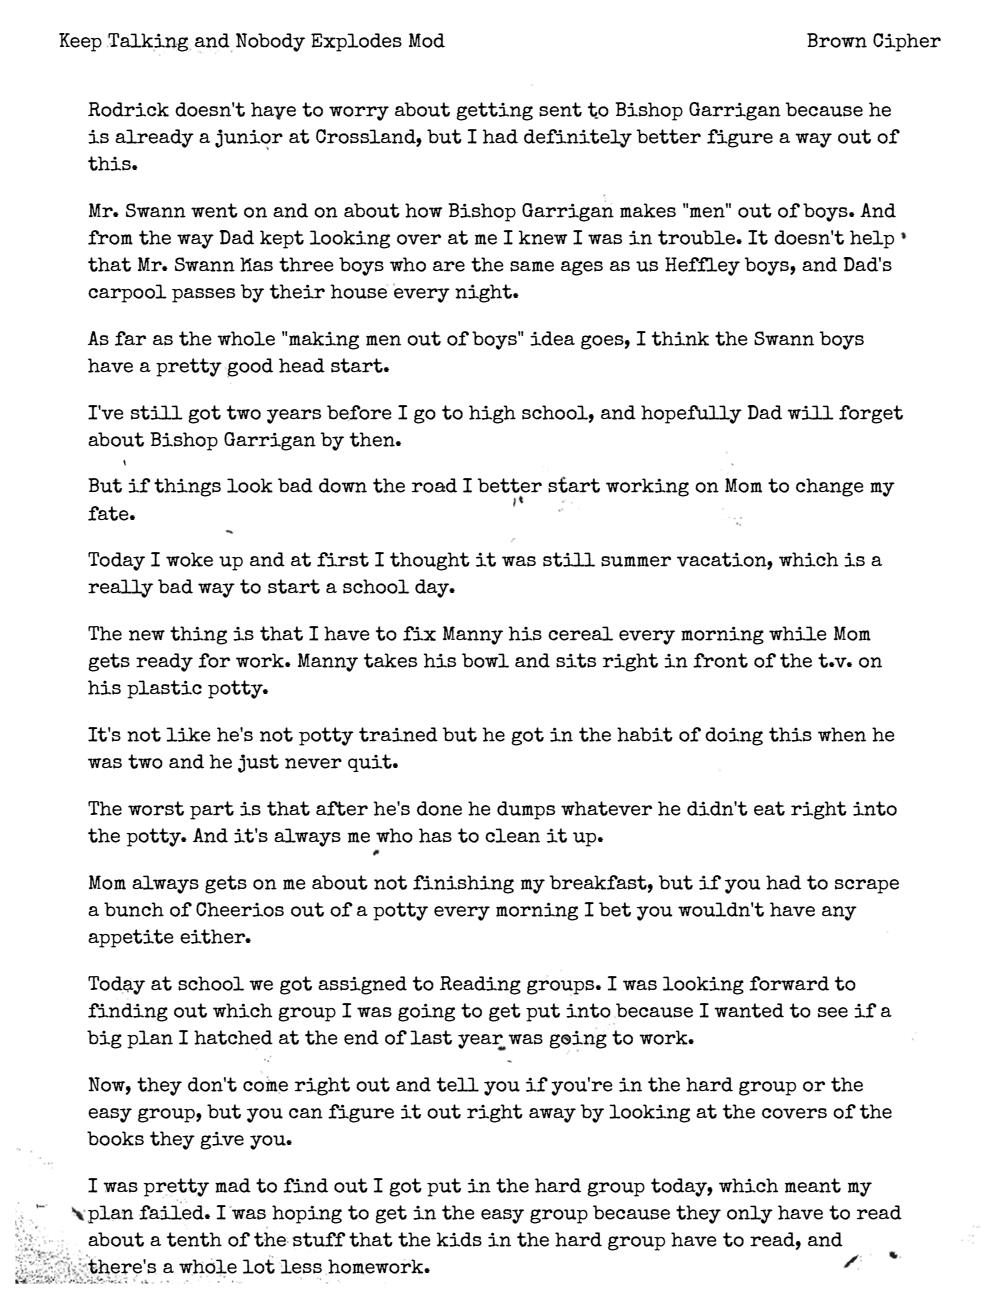 Keep Talking and Nobody Explodes Mod
Brown Cipher
Rodrick doesn't have to worry about getting sent to Bishop Garrigan because he
is already a junior at Crossland, but I had definitely better figure a way out of
this.
Mr. Swann went on and on about how Bishop Garrigan makes "men" out of boys. And
from the way Dad kept looking over at me I knew I was in trouble. It doesn't help
that Mr. Swann has three boys who are the same ages as us Heffley boys, and Dad's
carpool passes by their house every night.
As far as the whole "making men out of boys" idea goes, I think the Swann boys
have a pretty good head start.
I've still got two years before I go to high school, and hopefully Dad will forget
about Bishop Garrigan by then.
But if things look bad down the road I better start working on Mom to change my
fate.
Today I woke up and at first I thought it was still summer vacation, which is a
really bad way to start a school day.
The new thing is that I have to fix Manny his cereal every morning while Mom
gets ready for work. Manny takes his bowl and sits right in front of the t.v. on
his plastic potty.
It's not like he's not potty trained but he got in the habit of doing this when he
was two and he just never quit.
The worst part is that after he's done he dumps whatever he didn't eat right into
the potty. And it's always me who has to clean it up.
Mom always gets on me about not finishing my breakfast, but if you had to scrape
a bunch of Cheerios out of a potty every morning I bet you wouldn't have any
appetite either.
Today at school we got assigned to Reading groups. I was looking forward to
finding out which group I was going to get put into because I wanted to see if a
big plan I hatched at the end of last year was going to work.
Now, they don't come right out and tell you if you're in the hard group or the
easy group, but you can figure it out right away by looking at the covers of the
books they give you.
I was pretty mad to find out I got put in the hard group today, which meant my
plan failed. I was hoping to get in the easy group because they only have to read
about a tenth of the stuff that the kids in the hard group have to read, and
there's a whole lot less homework.